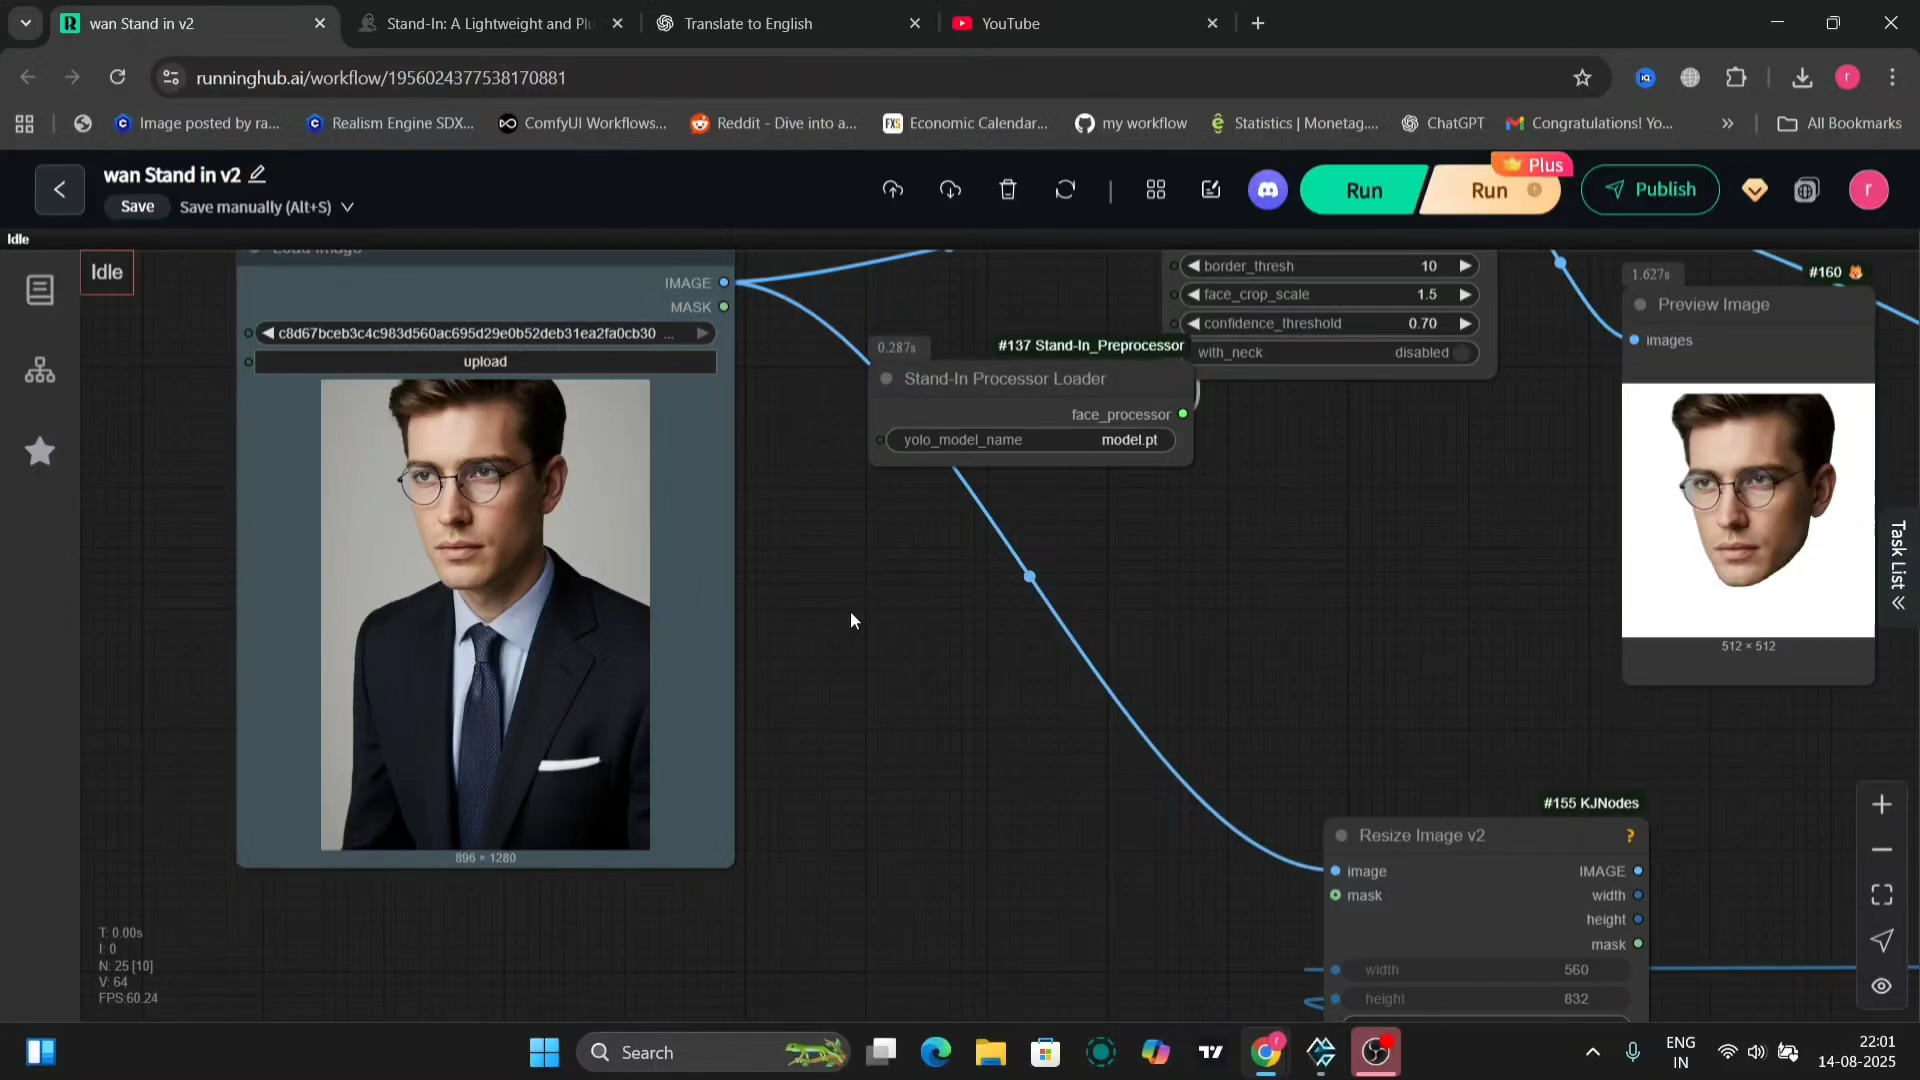 wan Stand in v2
Stand-In: A Lightweight and Plu
Translate to English
YouTube
runninghub.ai/workflow/1956024377538170881
Image posted by ra...
Realism Engine SDX...
ComfyUI Workflows...
Reddit - Dive into a...
FXS
Economic Calendar...
my workflow
Statistics | Monetag....
ChatGPT
Congratulations! Yo...
»
All Bookmarks
wan Stand in v2
Save
Save manually (Alt+S)
Run
Run
Plus
Publish
r
Idle
Idle
Load Image
IMAGE
MASK
c8d67bceb3c4c983d560ac695d29e0b52deb31ea2fa0cb30 ...
upload
896 × 1280
0.287s
#137 Stand-In_Preprocessor
Stand-In Processor Loader
face_processor
yolo_model_name model.pt
border_thresh 10
face_crop_scale 1.5
confidence_threshold 0.70
with_neck disabled
1.627s
#160
Preview Image
images
512 × 512
Task List
#155 KJNodes
Resize Image v2 ?
image IMAGE
mask width
height
mask
width 560
height 832
T: 0.00s
I: 0
N: 25 [10]
V: 64
FPS:60.24
Search
ENG
IN
22:01
14-08-2025